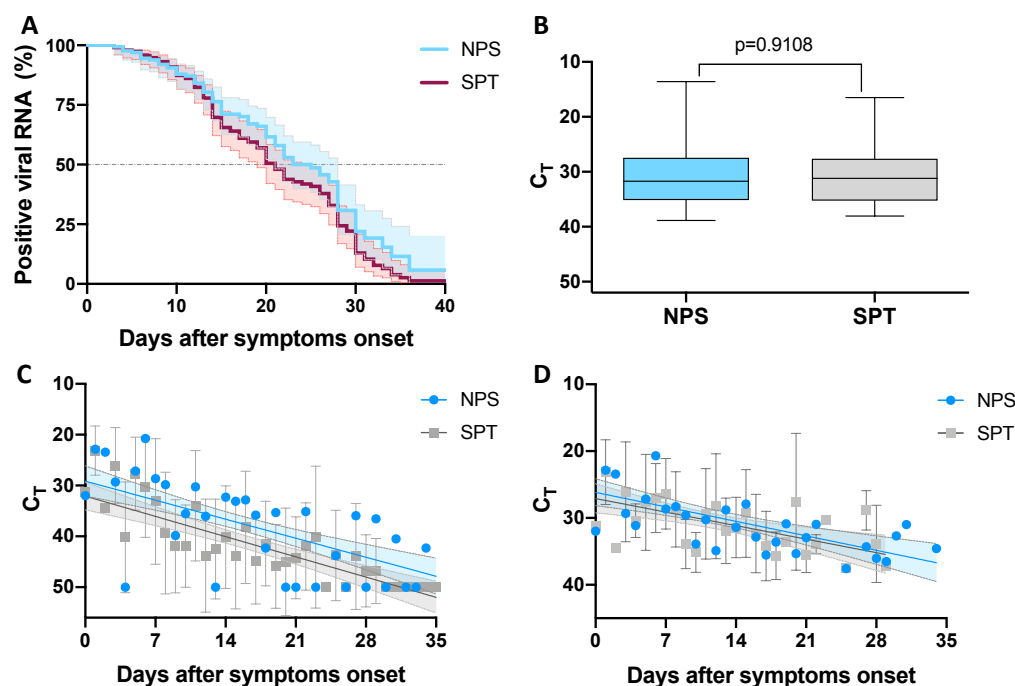 A
Positive viral RNA (%)
100
75
50
25
0
0 10 20 30 40
Days after symptoms onset
NPS
SPT
B
p=0.9108
C_T
10
20
30
40
50
NPS SPT
C
C_T
10
20
30
40
50
0 7 14 21 28 35
Days after symptoms onset
NPS
SPT
D
C_T
10
20
30
40
0 7 14 21 28 35
Days after symptoms onset
NPS
SPT